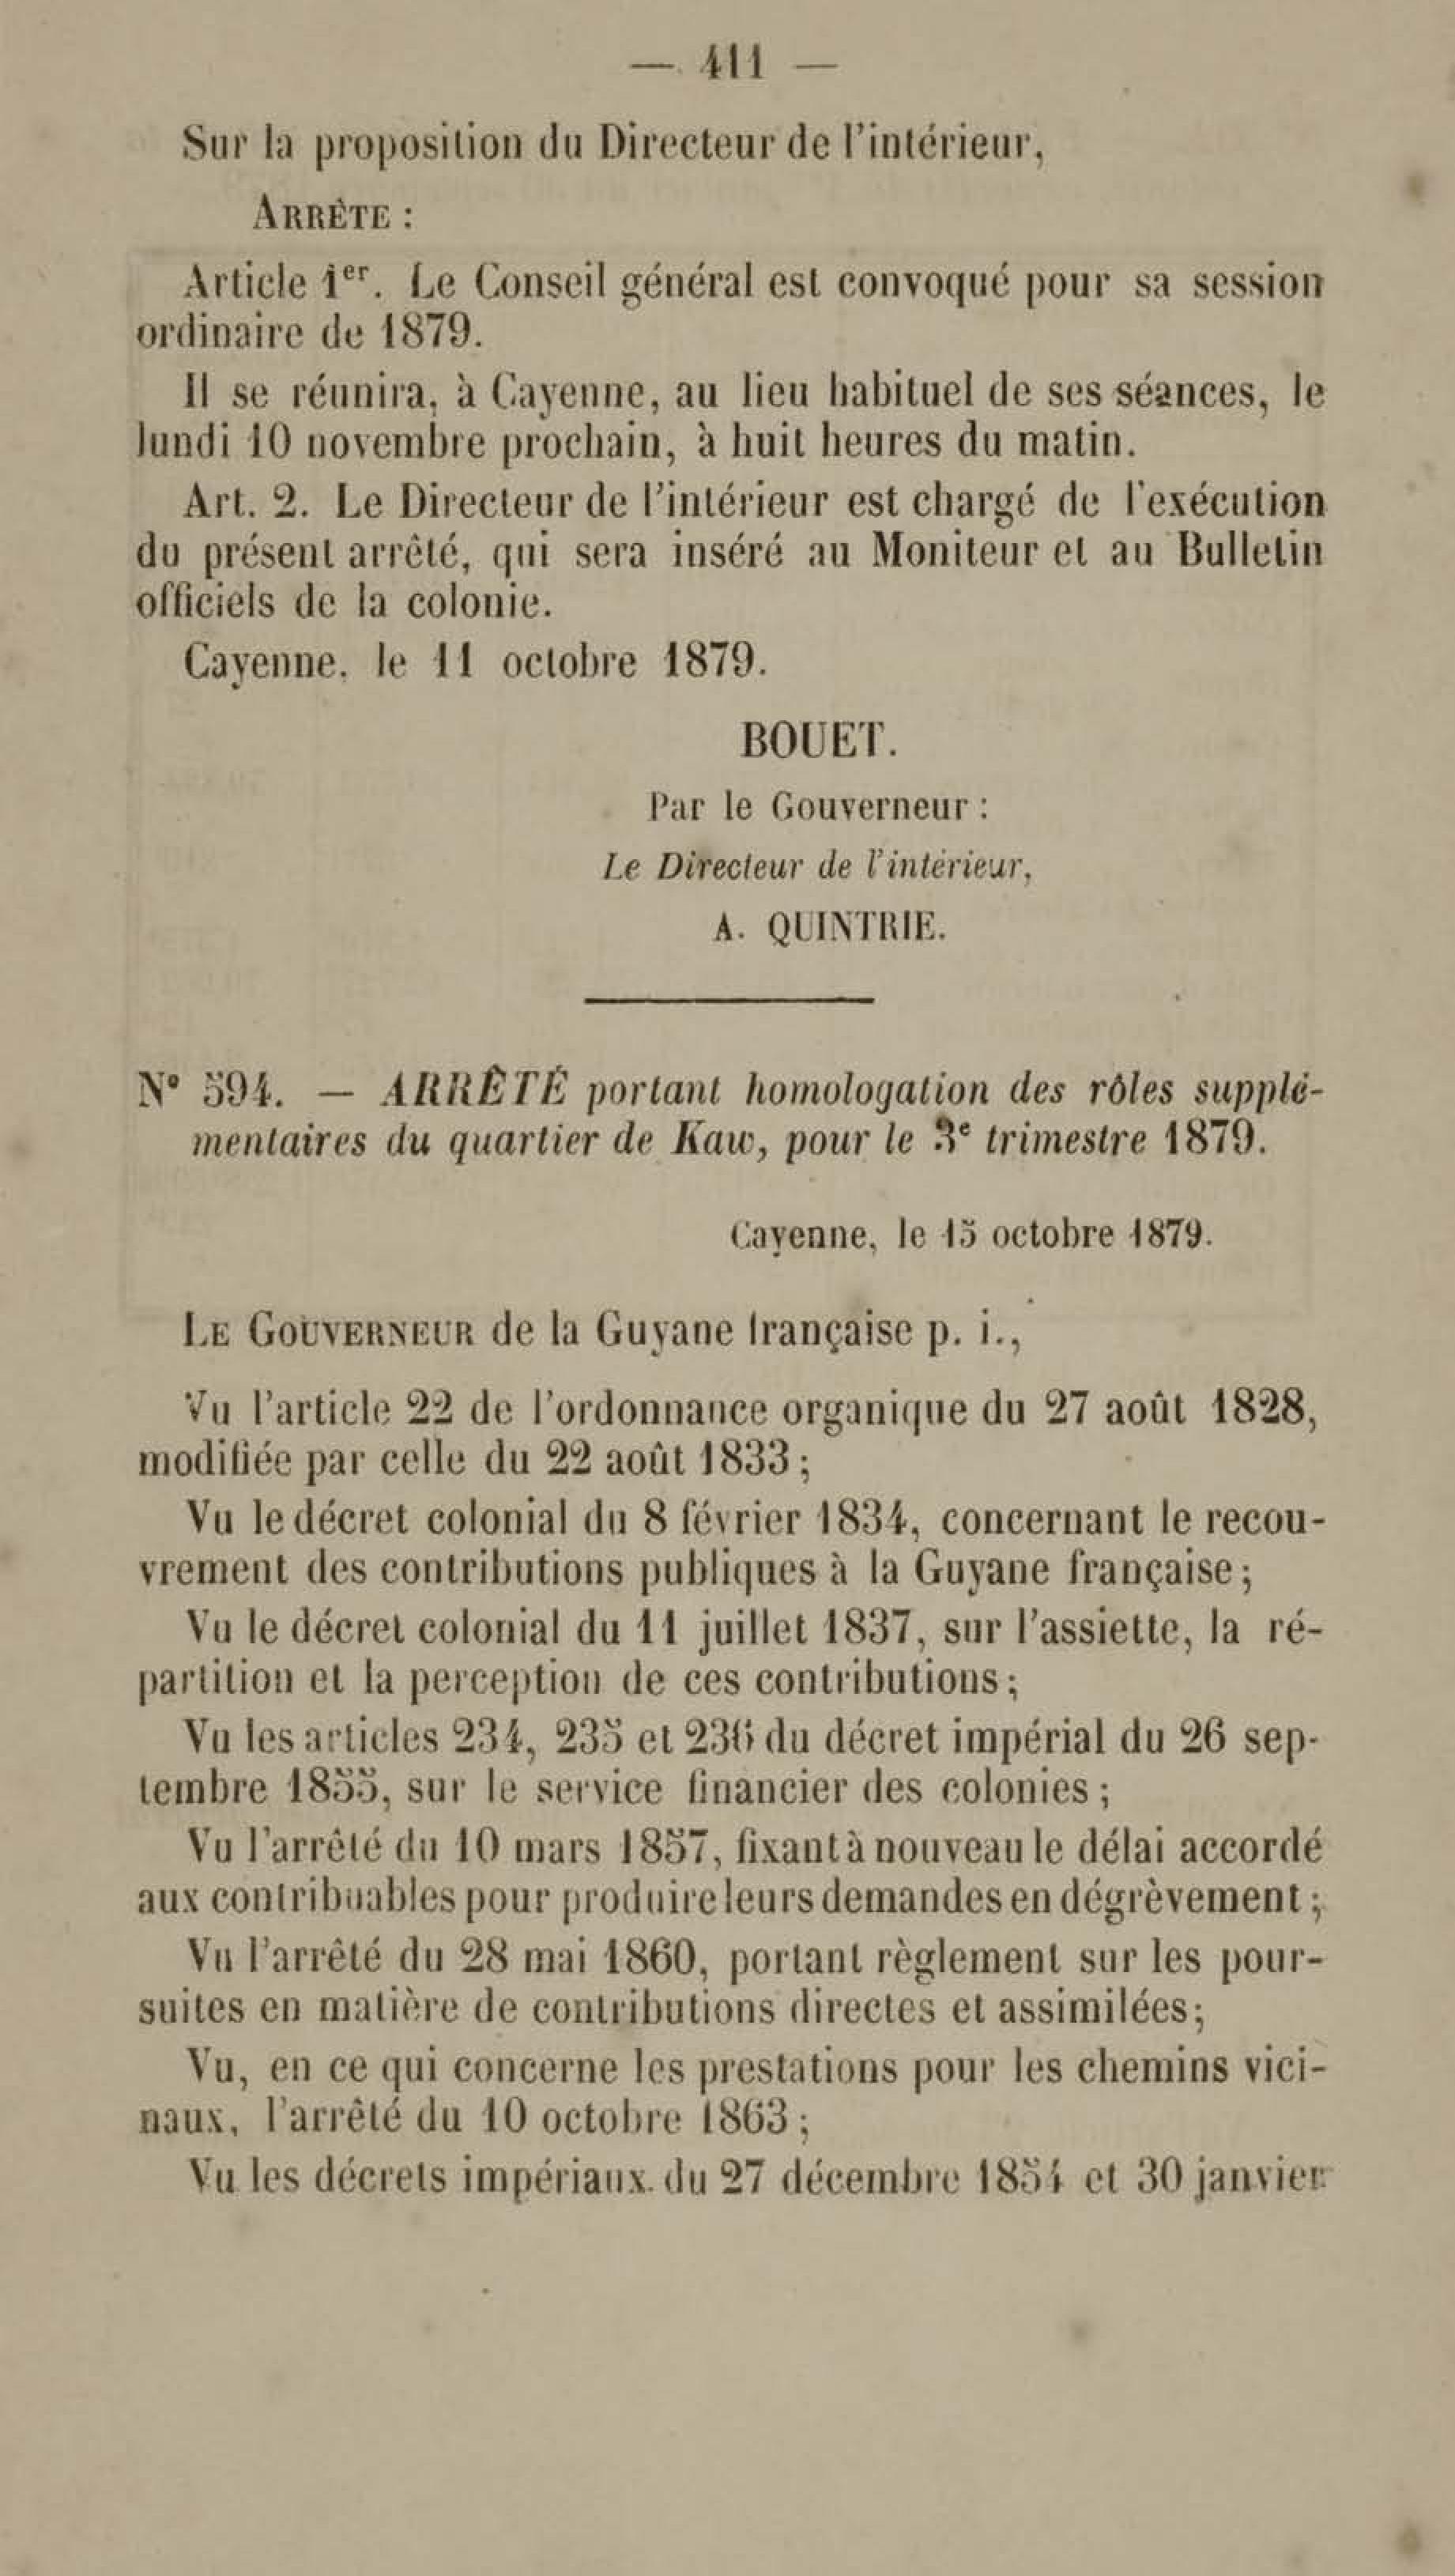 — 411 —
Sur la proposition du Directeur de l'intérieur,
ARRÊTE :
Article 1er. Le Conseil général est convoqué pour sa session
ordinaire de 1879.
Il se réunira, à Cayenne, au lieu habituel de ses séances, le
lundi 10 novembre prochain, à huit heures du matin.
Art. 2. Le Directeur de l'intérieur est chargé de l'exécution
du présent arrêté, qui sera inséré au Moniteur et au Bulletin
officiels de la colonie.
Cayenne, le 11 octobre 1879.
BOUET.
Par le Gouverneur :
Le Directeur de l'intérieur,
A. QUINTRIE.
N° 594. — ARRÊTÉ portant homologation des rôles supplé-
mentaires du quartier de Kaw, pour le 3e trimestre 1879.
Cayenne, le 15 octobre 1879.
LE GOUVERNEUR de la Guyane française p. i.,
Vu l'article 22 de l'ordonnance organique du 27 août 1828,
modifiée par celle du 22 août 1833 ;
Vu le décret colonial du 8 février 1834, concernant le recou-
vrement des contributions publiques à la Guyane française ;
Vu le décret colonial du 11 juillet 1837, sur l'assiette, la ré-
partition et la perception de ces contributions ;
Vu les articles 234, 235 et 236 du décret impérial du 26 sep-
tembre 1855, sur le service financier des colonies ;
Vu l'arrêté du 10 mars 1857, fixant à nouveau le délai accordé
aux contribuables pour produire leurs demandes en dégrèvement ;
Vu l'arrêté du 28 mai 1860, portant règlement sur les pour-
suites en matière de contributions directes et assimilées ;
Vu, en ce qui concerne les prestations pour les chemins vici-
naux, l'arrêté du 10 octobre 1863 ;
Vu les décrets impériaux du 27 décembre 1854 et 30 janvier